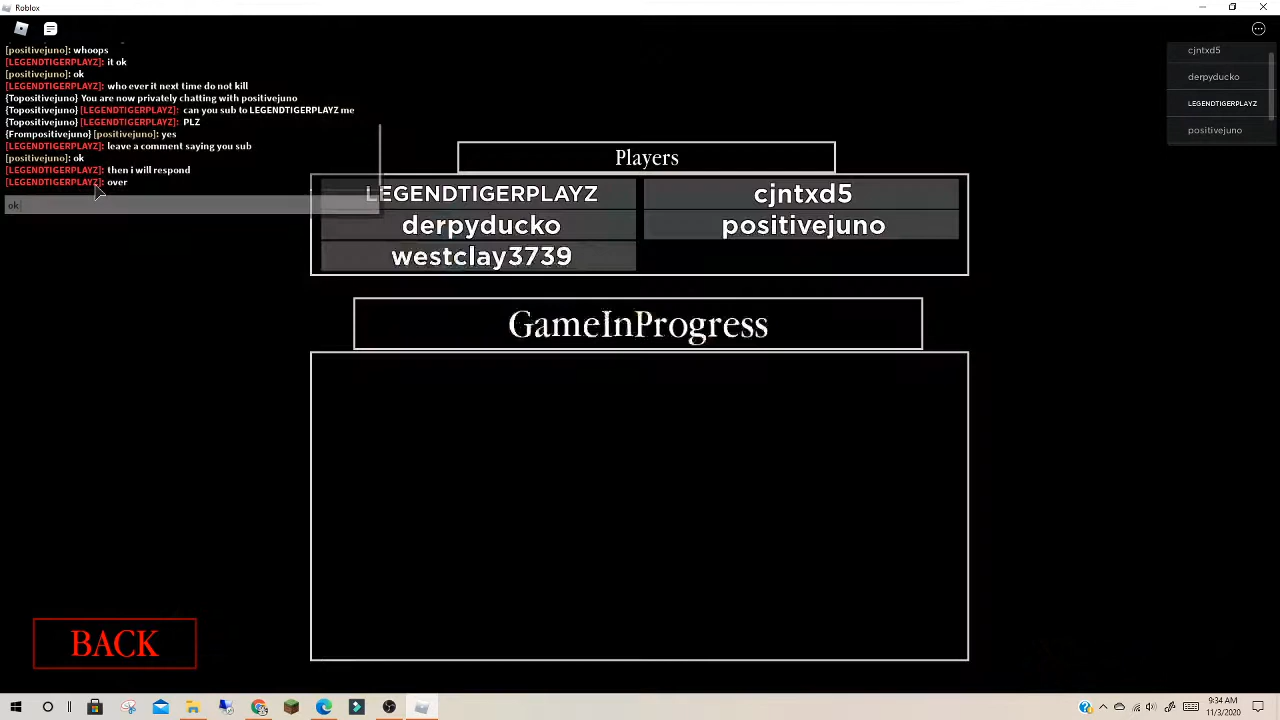 Roblox
[positivejuno]: whoops
[LEGENDTIGERPLAYZ]: it ok
[positivejuno]: ok
[LEGENDTIGERPLAYZ]: who ever it next time do not kill
{Topositivejuno} You are now privately chatting with positivejuno
{Topositivejuno} [LEGENDTIGERPLAYZ]: can you sub to LEGENDTIGERPLAYZ me
{Topositivejuno} [LEGENDTIGERPLAYZ]: PLZ
{Frompositivejuno} [positivejuno]: yes
[LEGENDTIGERPLAYZ]: leave a comment saying you sub
[positivejuno]: ok
[LEGENDTIGERPLAYZ]: then i will respond
[LEGENDTIGERPLAYZ]: over
ok
cjntxd5
derpyducko
LEGENDTIGERPLAYZ
positivejuno
Players
LEGENDTIGERPLAYZ cjntxd5
derpyducko positivejuno
westclay3739
GameInProgress
BACK
9:34 AM
11/3/2020